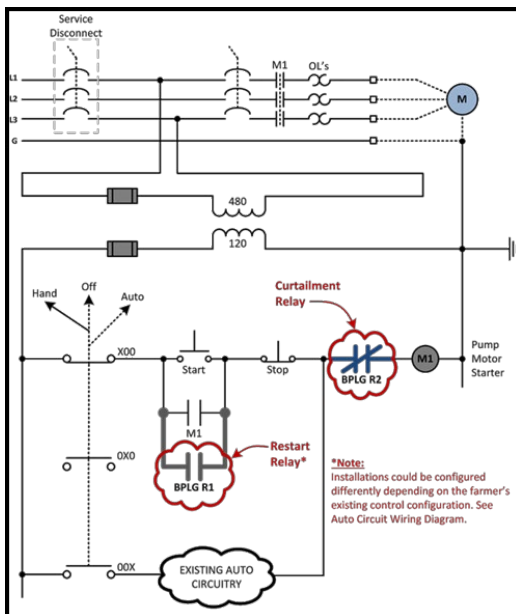 Service
Disconnect
M1
OL's
L1
L2
L3
G
M
480
120
Hand
Off
Auto
Curtailment
Relay
X00
Start
Stop
BPLG R2
M1
Pump
Motor
Starter
M1
Restart
Relay*
BPLG R1
0X0
*Note:
Installations could be configured
differently depending on the farmer's
existing control configuration. See
Auto Circuit Wiring Diagram.
00X
EXISTING AUTO
CIRCUITRY